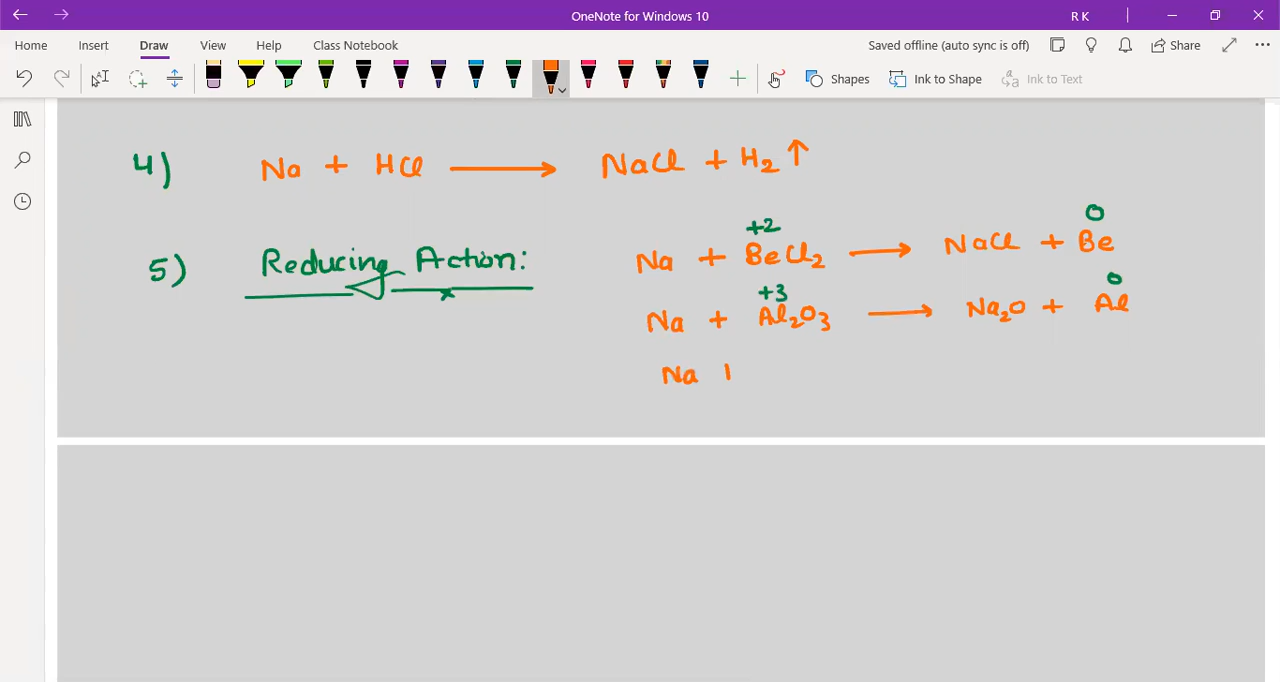 OneNote for Windows 10
R K
Home Insert Draw View Help Class Notebook
Saved offline (auto sync is off) Share
Shapes Ink to Shape Ink to Text
4) Na + HCl ⟶ NaCl + H₂ ↑
+2 0
5) Reducing Action: Na + BeCl₂ ⟶ NaCl + Be
+3 0
Na + Al₂O₃ ⟶ Na₂O + Al
Na